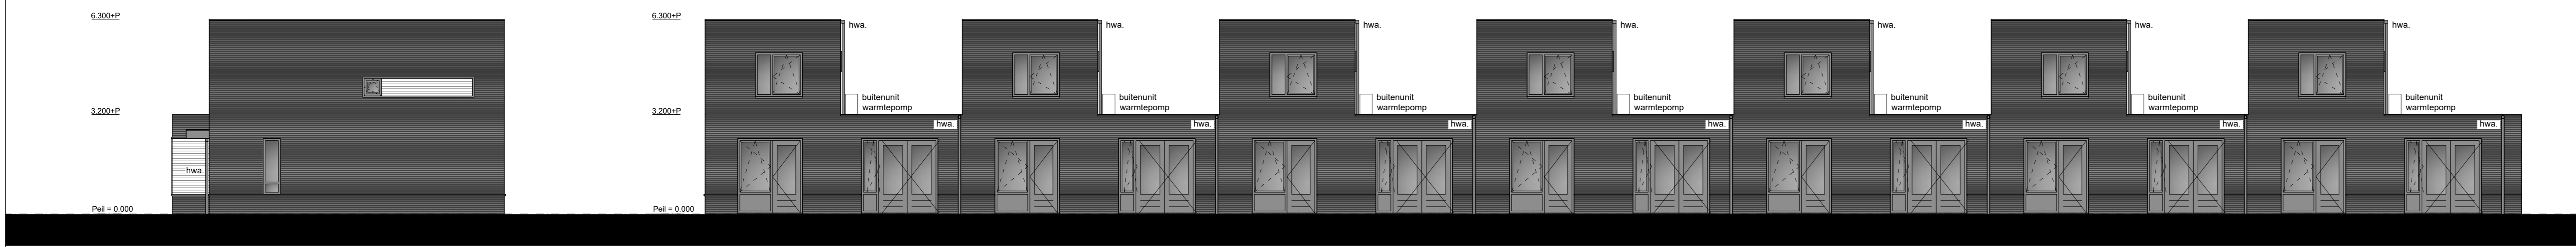 6.300+P
3.200+P
hwa.
Peil = 0.000
6.300+P
3.200+P
Peil = 0.000
hwa.
buitenunit
warmtepomp
hwa.
hwa.
buitenunit
warmtepomp
hwa.
hwa.
buitenunit
warmtepomp
hwa.
hwa.
buitenunit
warmtepomp
hwa.
hwa.
buitenunit
warmtepomp
hwa.
hwa.
buitenunit
warmtepomp
hwa.
hwa.
buitenunit
warmtepomp
hwa.